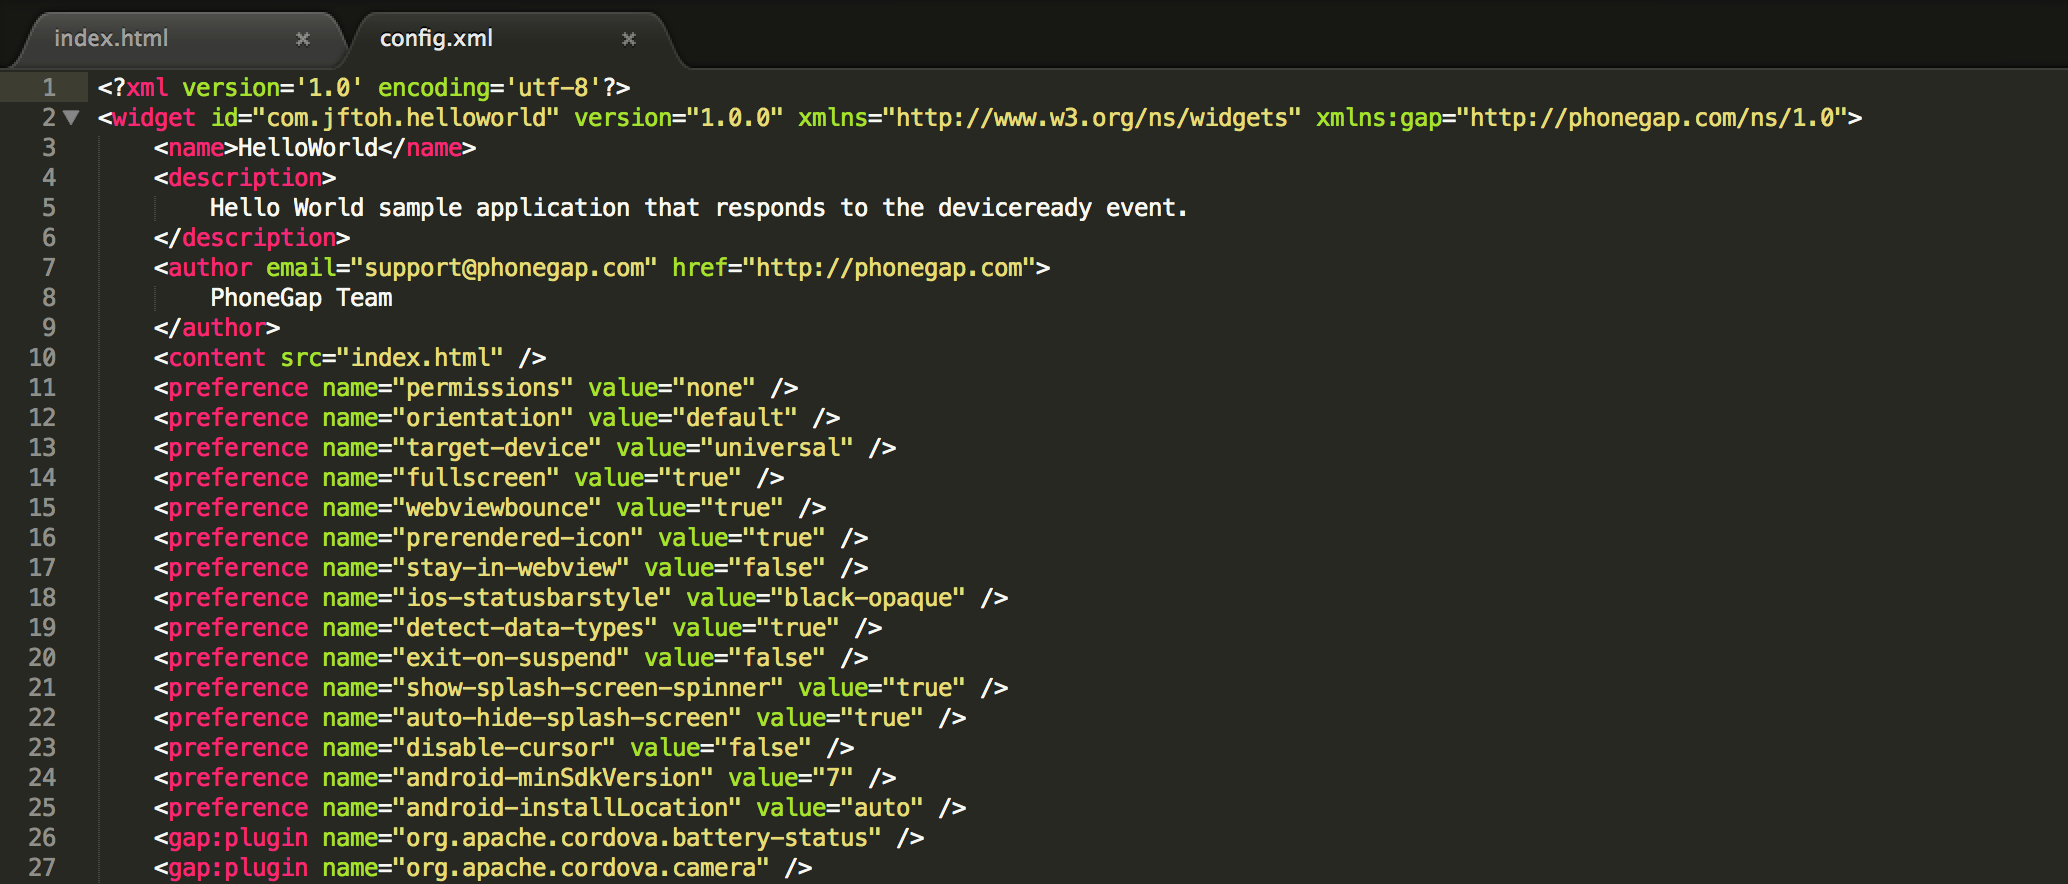 index.html × config.xml ×
1 <?xml version='1.0' encoding='utf-8'?>
2 ▼ <widget id="com.jftoh.helloworld" version="1.0.0" xmlns="http://www.w3.org/ns/widgets" xmlns:gap="http://phonegap.com/ns/1.0">
3 <name>HelloWorld</name>
4 <description>
5 Hello World sample application that responds to the deviceready event.
6 </description>
7 <author email="support@phonegap.com" href="http://phonegap.com">
8 PhoneGap Team
9 </author>
10 <content src="index.html" />
11 <preference name="permissions" value="none" />
12 <preference name="orientation" value="default" />
13 <preference name="target-device" value="universal" />
14 <preference name="fullscreen" value="true" />
15 <preference name="webviewbounce" value="true" />
16 <preference name="prerendered-icon" value="true" />
17 <preference name="stay-in-webview" value="false" />
18 <preference name="ios-statusbarstyle" value="black-opaque" />
19 <preference name="detect-data-types" value="true" />
20 <preference name="exit-on-suspend" value="false" />
21 <preference name="show-splash-screen-spinner" value="true" />
22 <preference name="auto-hide-splash-screen" value="true" />
23 <preference name="disable-cursor" value="false" />
24 <preference name="android-minSdkVersion" value="7" />
25 <preference name="android-installLocation" value="auto" />
26 <gap:plugin name="org.apache.cordova.battery-status" />
27 <gap:plugin name="org.apache.cordova.camera" />